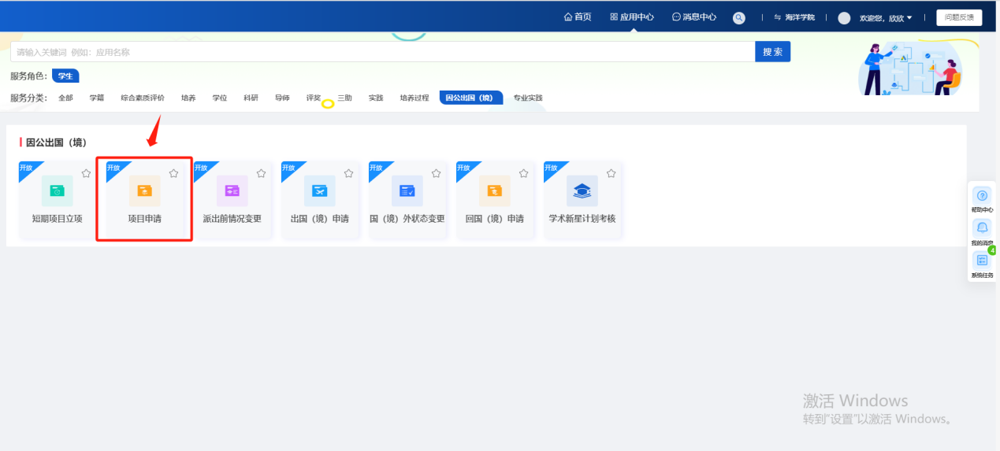 首页 应用中心 消息中心 海洋学院 欢迎您，欣欣 问题反馈
请输入关键词 例如：应用名称 搜索
服务角色： 学生
服务分类： 全部 学籍 综合素质评价 培养 学位 科研 导师 评奖 三助 实践 培养过程 因公出国（境） 专业实践
因公出国（境）
开放 开放 开放 开放 开放 开放 开放
短期项目立项 项目申请 派出前情况变更 出国（境）申请 国（境）外状态变更 回国（境）申请 学术新星计划考核
帮助中心
我的消息
4
系统任务
激活 Windows
转到"设置"以激活 Windows。